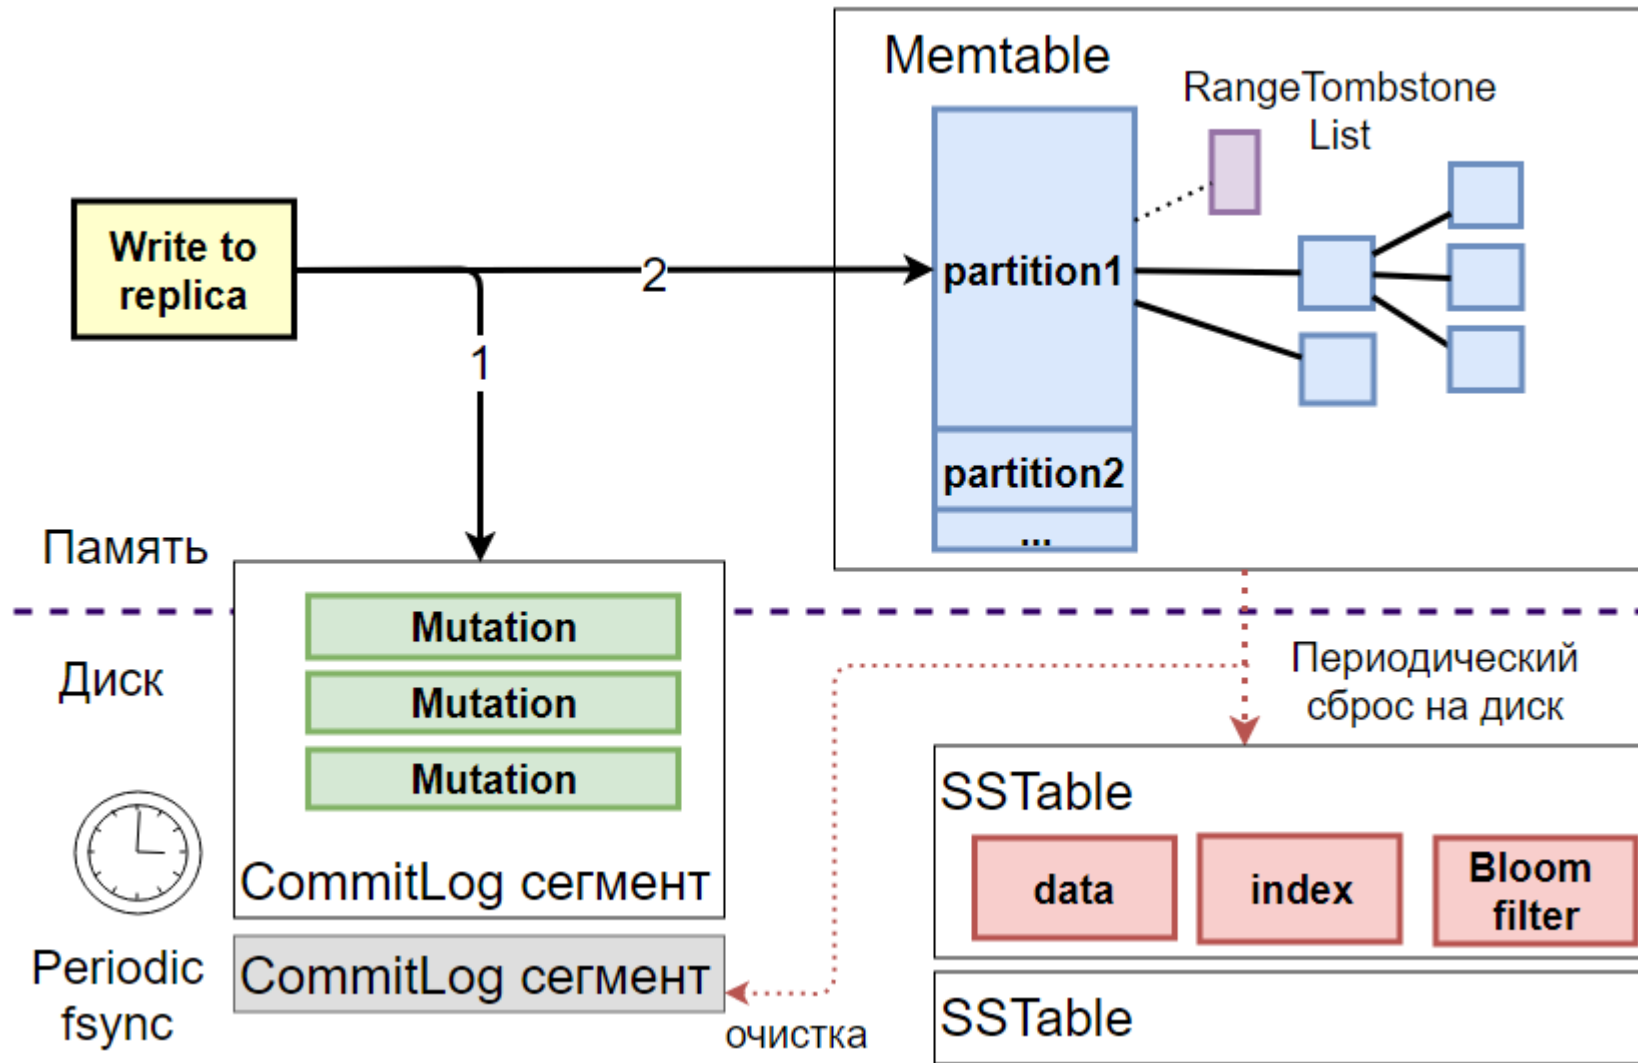 Memtable
RangeTombstone
List
Write to
replica
partition1
2
1
partition2
...
Память
Диск
Mutation
Mutation
Mutation
CommitLog сегмент
Periodic
fsync
CommitLog сегмент
очистка
Периодический
сброс на диск
SSTable
data
index
Bloom
filter
SSTable